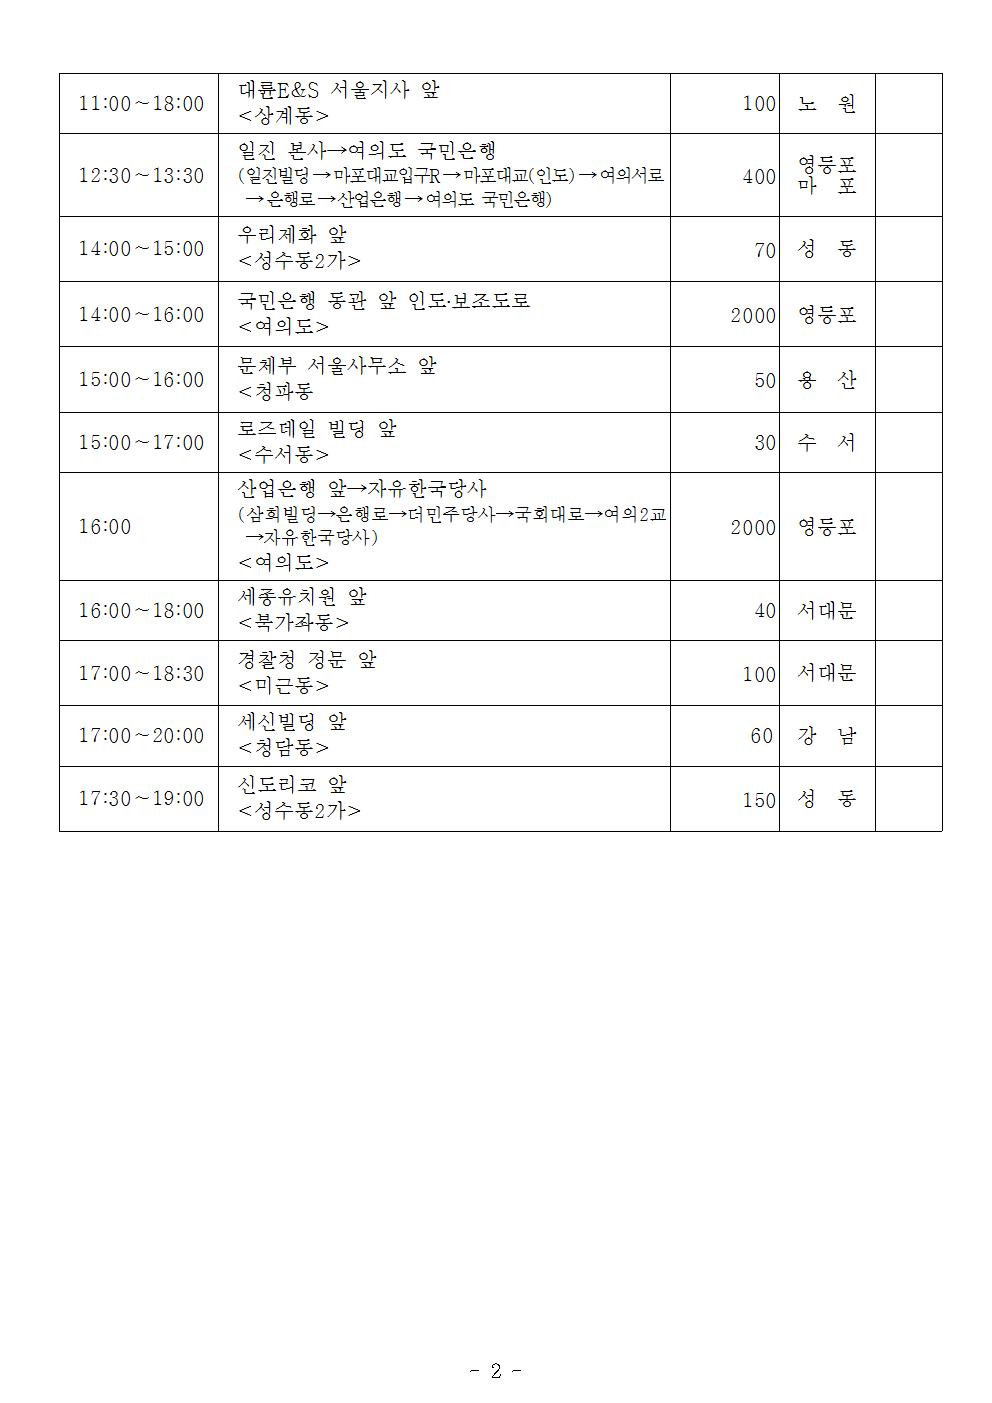 11:00~18:00
대륜E&S 서울지사 앞
<상계동>
100
노 원
12:30~13:30
일진 본사→여의도 국민은행
(일진빌딩→마포대교입구R→마포대교(인도)→여의서로
→은행로→산업은행→여의도 국민은행)
400
영등포
마 포
14:00~15:00
우리제화 앞
<성수동2가>
70
성 동
14:00~16:00
국민은행 동관 앞 인도·보조도로
<여의도>
2000
영등포
15:00~16:00
문체부 서울사무소 앞
<청파동
50
용 산
15:00~17:00
로즈데일 빌딩 앞
<수서동>
30
수 서
16:00
산업은행 앞→자유한국당사
(삼희빌딩→은행로→더민주당사→국회대로→여의2교
→자유한국당사)
<여의도>
2000
영등포
16:00~18:00
세종유치원 앞
<북가좌동>
40
서대문
17:00~18:30
경찰청 정문 앞
<미근동>
100
서대문
17:00~20:00
세신빌딩 앞
<청담동>
60
강 남
17:30~19:00
신도리코 앞
<성수동2가>
150
성 동
- 2 -